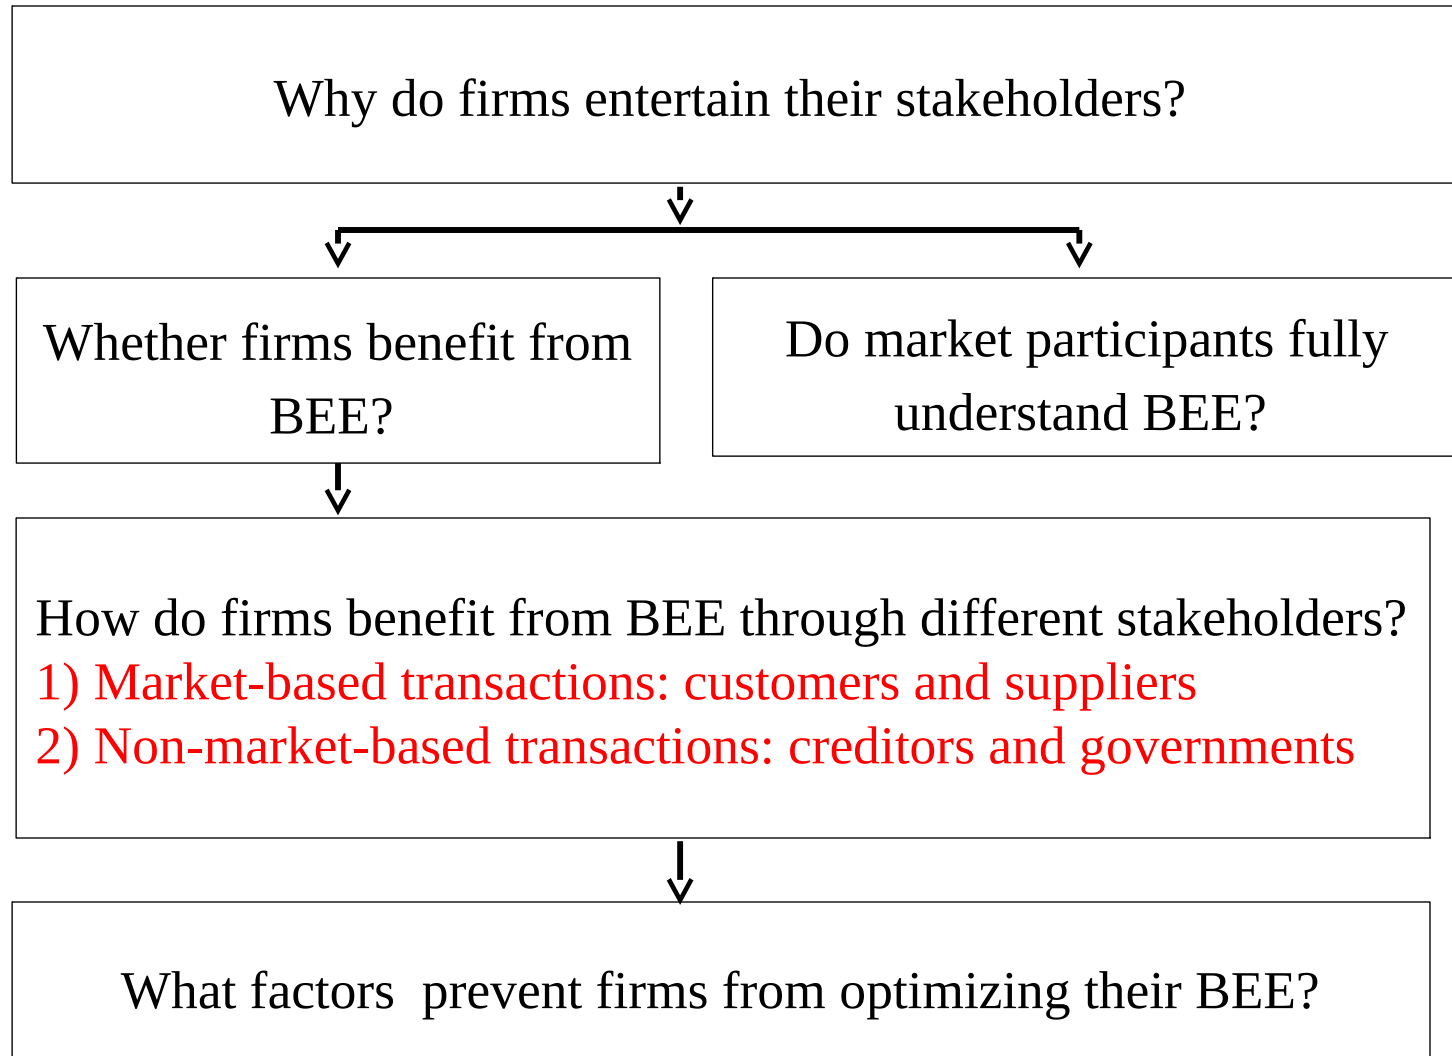 Why do firms entertain their stakeholders?
Whether firms benefit from
BEE?
Do market participants fully
understand BEE?
How do firms benefit from BEE through different stakeholders?
1) Market-based transactions: customers and suppliers
2) Non-market-based transactions: creditors and governments
What factors  prevent firms from optimizing their BEE?